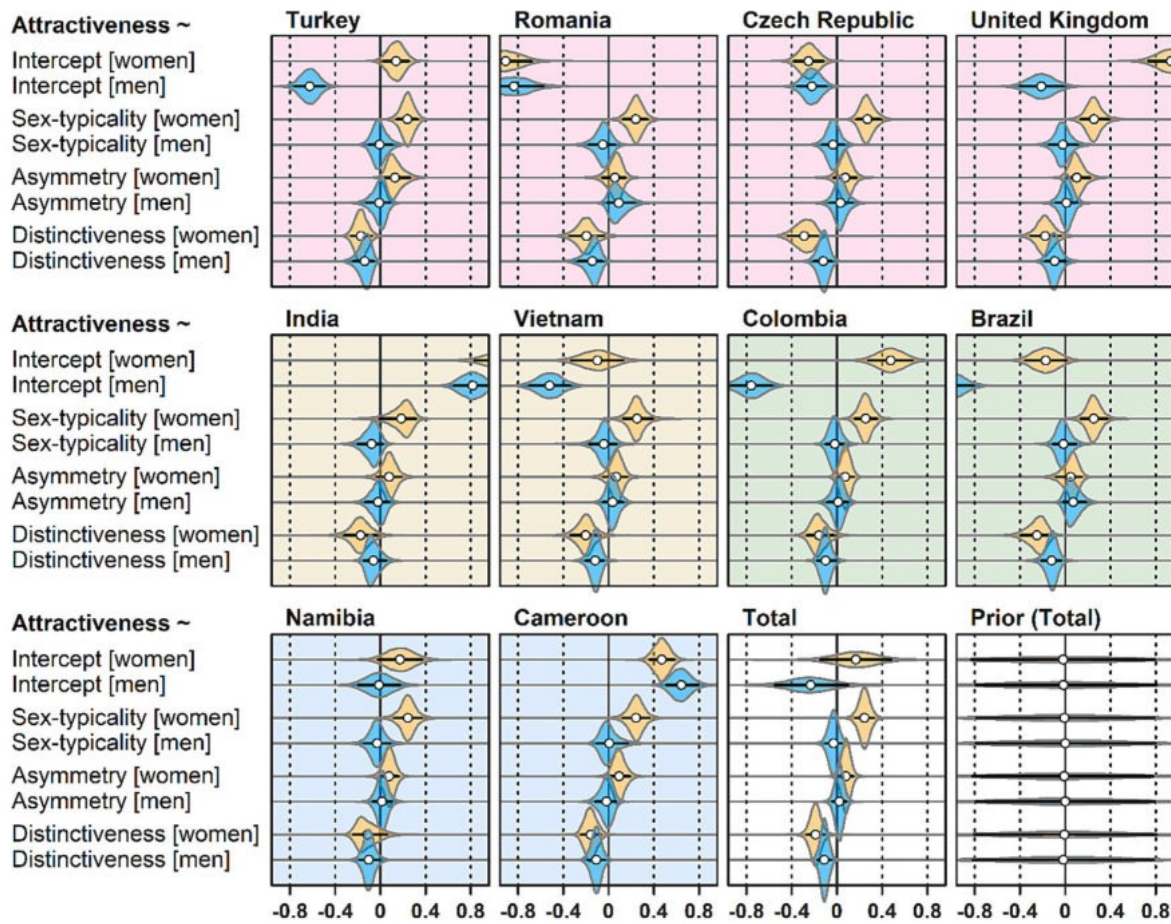 Attractiveness ~ Turkey Romania Czech Republic United Kingdom
Intercept [women]
Intercept [men]
Sex-typicality [women]
Sex-typicality [men]
Asymmetry [women]
Asymmetry [men]
Distinctiveness [women]
Distinctiveness [men]
Attractiveness ~ India Vietnam Colombia Brazil
Intercept [women]
Intercept [men]
Sex-typicality [women]
Sex-typicality [men]
Asymmetry [women]
Asymmetry [men]
Distinctiveness [women]
Distinctiveness [men]
Attractiveness ~ Namibia Cameroon Total Prior (Total)
Intercept [women]
Intercept [men]
Sex-typicality [women]
Sex-typicality [men]
Asymmetry [women]
Asymmetry [men]
Distinctiveness [women]
Distinctiveness [men]
-0.8 -0.4 0 0.4 0.8 -0.8 -0.4 0 0.4 0.8 -0.8 -0.4 0 0.4 0.8 -0.8 -0.4 0 0.4 0.8